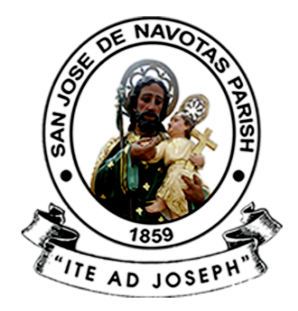 SAN JOSE DE NAVOTAS PARISH
1859
"ITE AD JOSEPH"